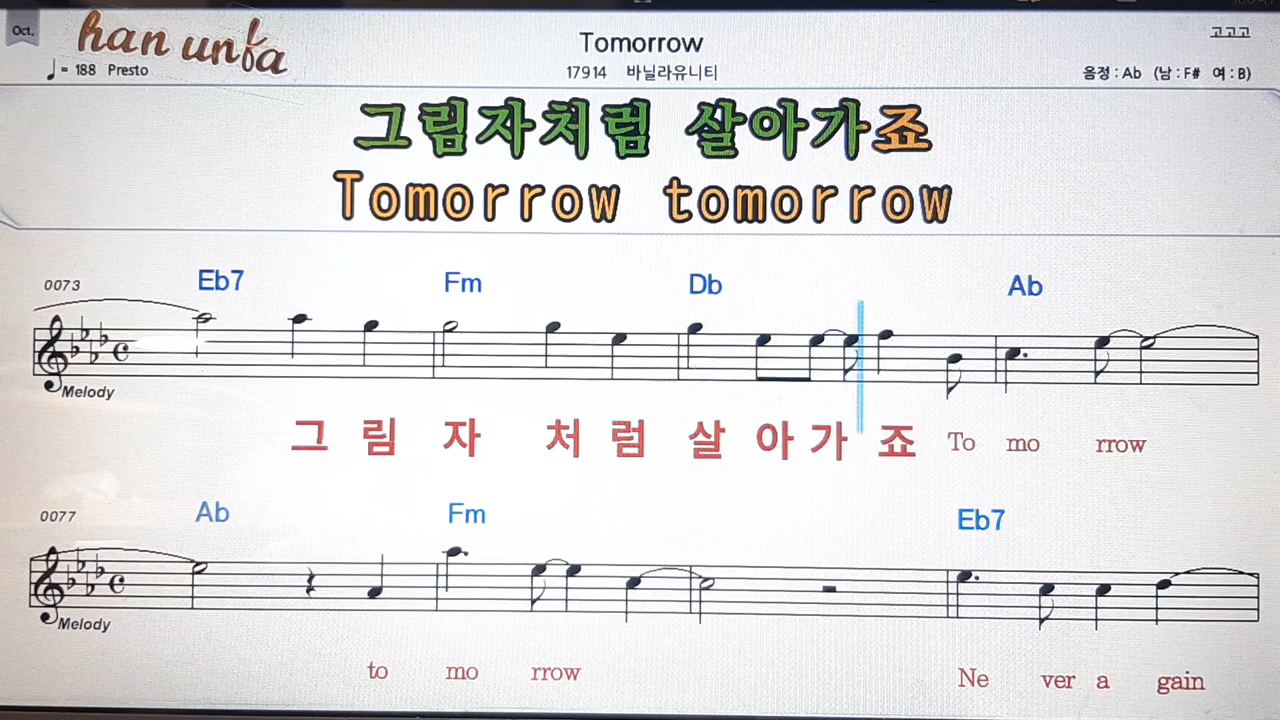 Oct.
han unfa
Tomorrow
고고고
♩= 188 Presto
17914 바닐라유니티
음정 : Ab (남 : F# 여 : B)
그림자처럼 살아가죠
Tomorrow tomorrow
0073
Eb7 Fm Db Ab
Melody
그 림 자 처 럼 살 아 가 죠 To mo rrow
0077
Ab Fm Eb7
Melody
to mo rrow Ne ver a gain